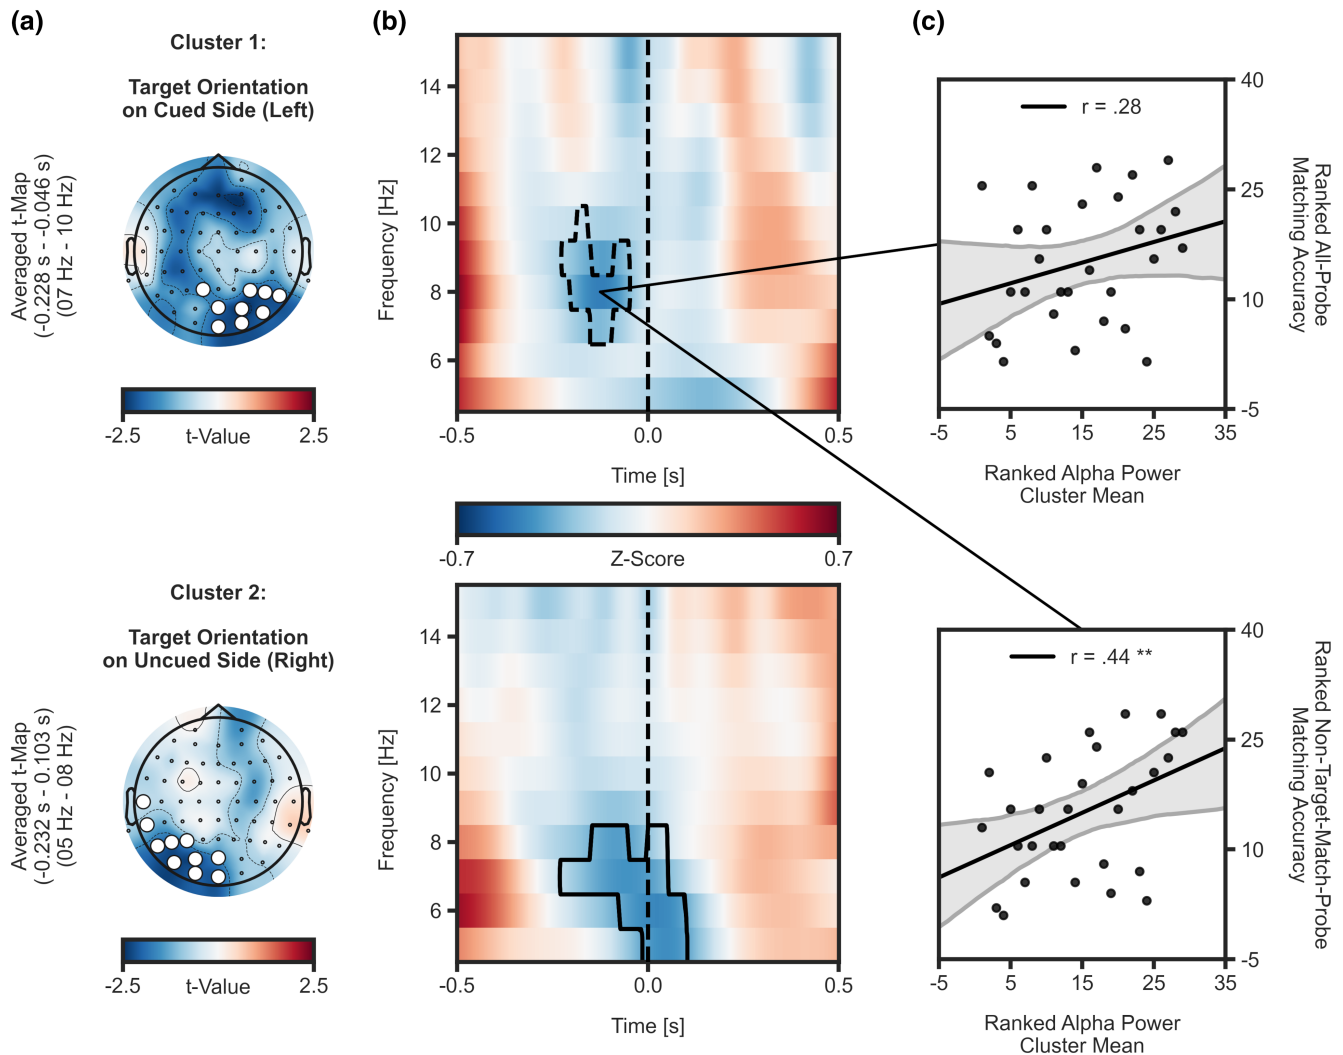 (a)
Cluster 1:
Target Orientation
on Cued Side (Left)
Averaged t-Map
(-0.228 s - -0.046 s)
(07 Hz - 10 Hz)
-2.5
t-Value
2.5
(b)
Frequency [Hz]
14
12
10
8
6
-0.5
0.0
0.5
Time [s]
-0.7
Z-Score
0.7
(c)
r = .28
40
25
10
-5
Ranked All-Probe
Matching Accuracy
-5
5
15
25
35
Ranked Alpha Power
Cluster Mean
Cluster 2:
Target Orientation
on Uncued Side (Right)
Averaged t-Map
(-0.232 s - 0.103 s)
(05 Hz - 08 Hz)
-2.5
t-Value
2.5
Frequency [Hz]
14
12
10
8
6
-0.5
0.0
0.5
Time [s]
r = .44 **
40
25
10
-5
Ranked Non-Target-Match-Probe
Matching Accuracy
-5
5
15
25
35
Ranked Alpha Power
Cluster Mean